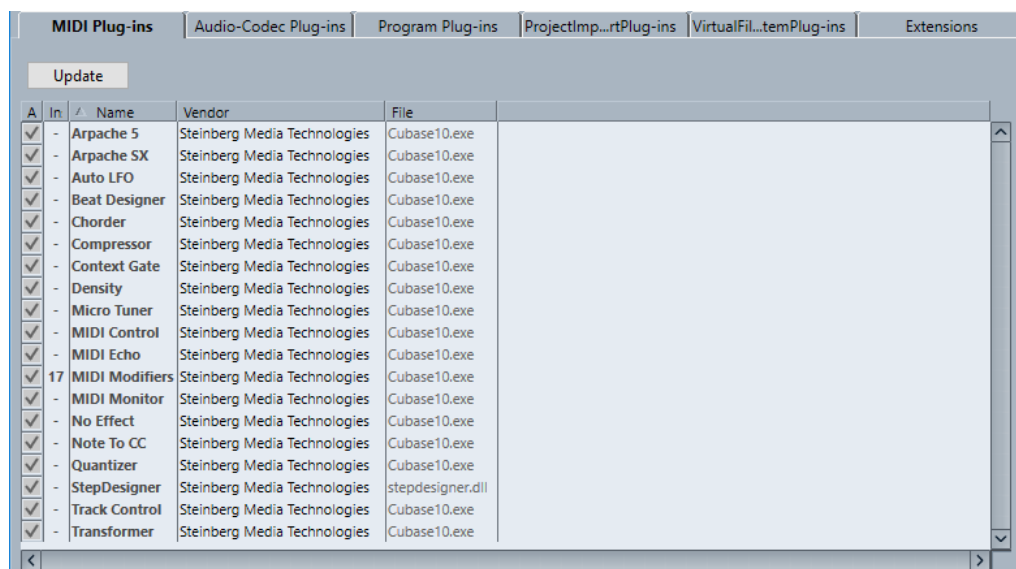 MIDI Plug-ins Audio-Codec Plug-ins Program Plug-ins ProjectImp...rtPlug-ins VirtualFil...temPlug-ins Extensions
Update
A In Name Vendor File
- Arpache 5 Steinberg Media Technologies Cubase10.exe
- Arpache SX Steinberg Media Technologies Cubase10.exe
- Auto LFO Steinberg Media Technologies Cubase10.exe
- Beat Designer Steinberg Media Technologies Cubase10.exe
- Chorder Steinberg Media Technologies Cubase10.exe
- Compressor Steinberg Media Technologies Cubase10.exe
- Context Gate Steinberg Media Technologies Cubase10.exe
- Density Steinberg Media Technologies Cubase10.exe
- Micro Tuner Steinberg Media Technologies Cubase10.exe
- MIDI Control Steinberg Media Technologies Cubase10.exe
- MIDI Echo Steinberg Media Technologies Cubase10.exe
17 MIDI Modifiers Steinberg Media Technologies Cubase10.exe
- MIDI Monitor Steinberg Media Technologies Cubase10.exe
- No Effect Steinberg Media Technologies Cubase10.exe
- Note To CC Steinberg Media Technologies Cubase10.exe
- Quantizer Steinberg Media Technologies Cubase10.exe
- StepDesigner Steinberg Media Technologies stepdesigner.dll
- Track Control Steinberg Media Technologies Cubase10.exe
- Transformer Steinberg Media Technologies Cubase10.exe